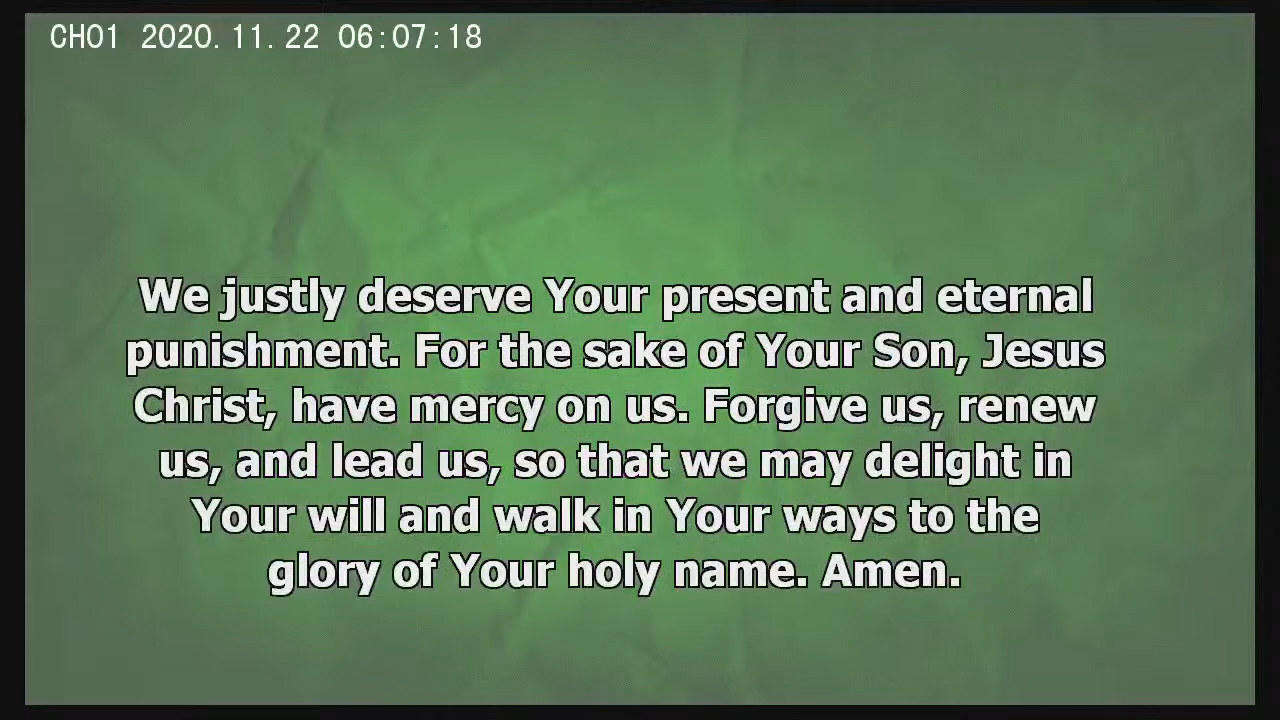 CH01 2020.11.22 06:07:18
We justly deserve Your present and eternal
punishment. For the sake of Your Son, Jesus
Christ, have mercy on us. Forgive us, renew
us, and lead us, so that we may delight in
Your will and walk in Your ways to the
glory of Your holy name. Amen.